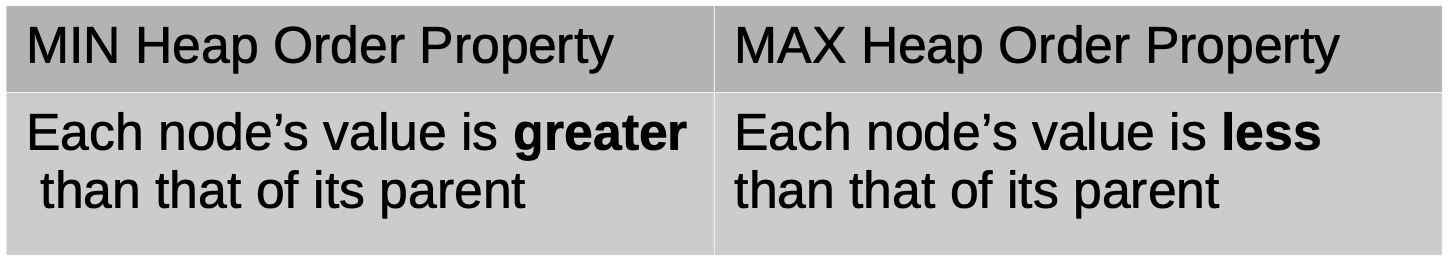 MIN Heap Order Property
MAX Heap Order Property
Each node’s value is greater
than that of its parent
Each node’s value is less
than that of its parent